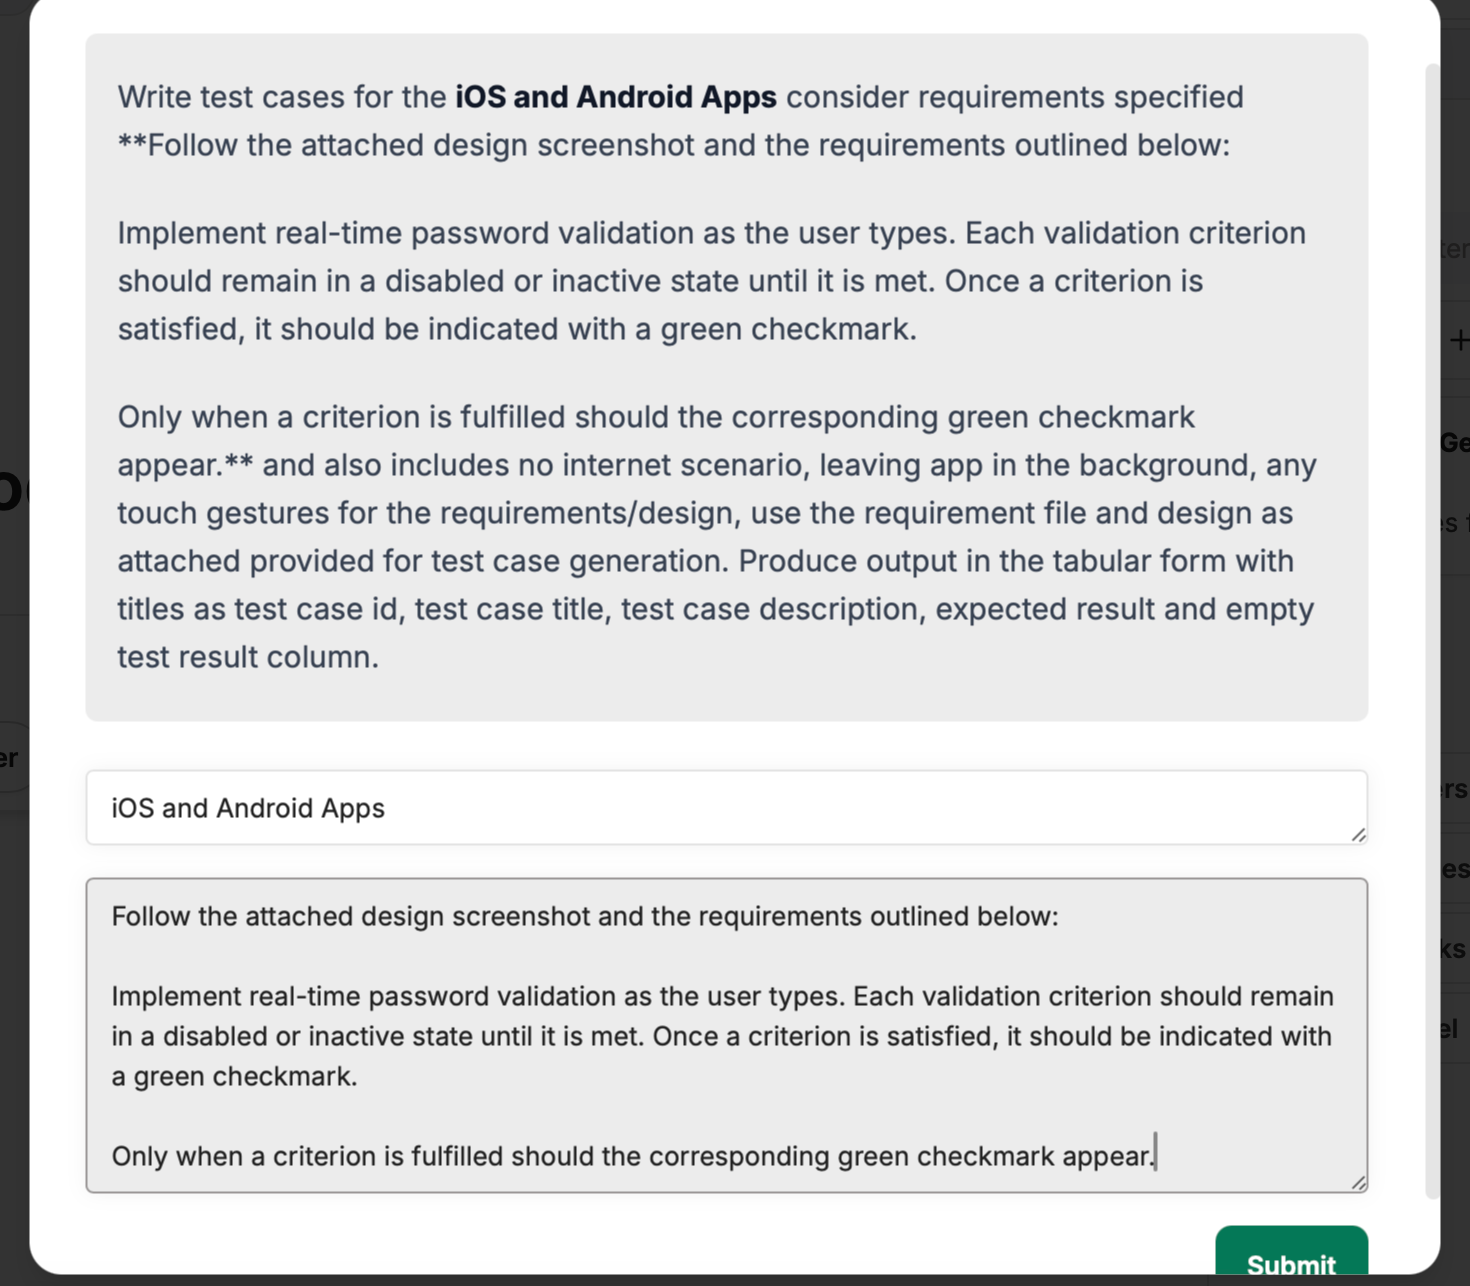 Write test cases for the iOS and Android Apps consider requirements specified
**Follow the attached design screenshot and the requirements outlined below:
Implement real-time password validation as the user types. Each validation criterion
should remain in a disabled or inactive state until it is met. Once a criterion is
satisfied, it should be indicated with a green checkmark.
Only when a criterion is fulfilled should the corresponding green checkmark
appear.** and also includes no internet scenario, leaving app in the background, any
touch gestures for the requirements/design, use the requirement file and design as
attached provided for test case generation. Produce output in the tabular form with
titles as test case id, test case title, test case description, expected result and empty
test result column.
iOS and Android Apps
Follow the attached design screenshot and the requirements outlined below:
Implement real-time password validation as the user types. Each validation criterion should remain
in a disabled or inactive state until it is met. Once a criterion is satisfied, it should be indicated with
a green checkmark.
Only when a criterion is fulfilled should the corresponding green checkmark appear.
Submit